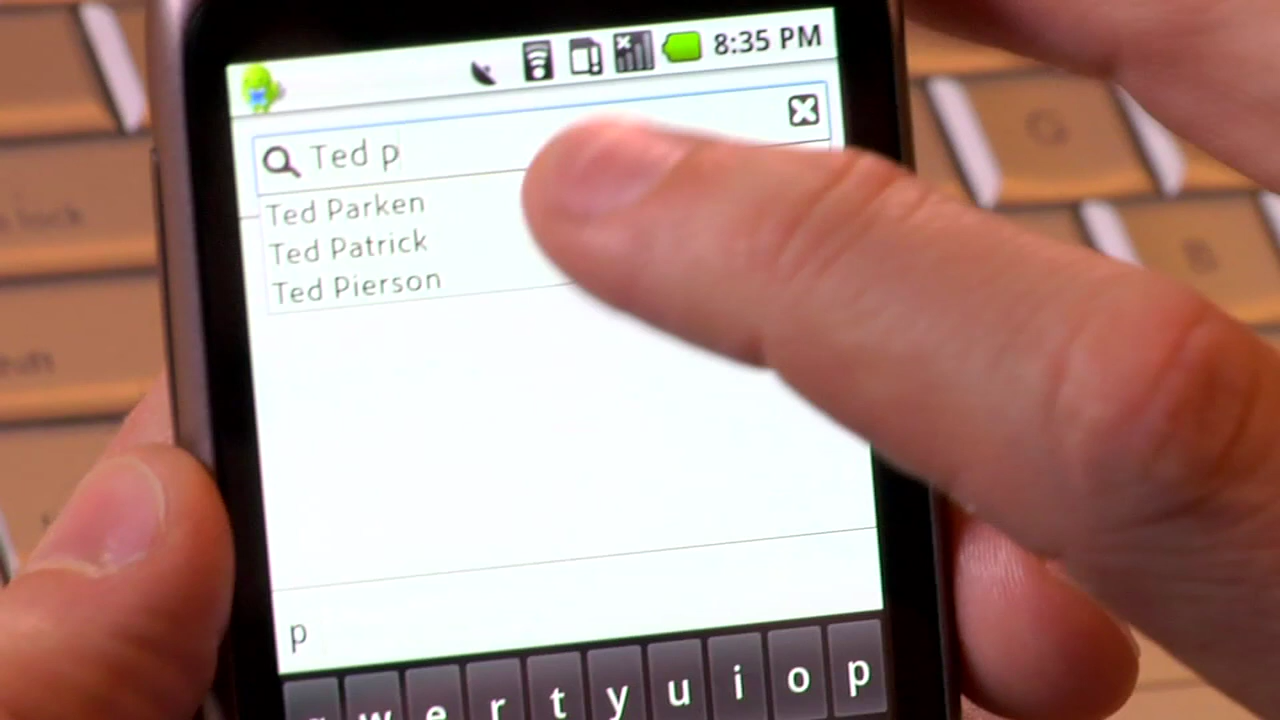 8:35 PM
Ted p
Ted Parken
Ted Patrick
Ted Pierson
p
w e r t y u i o p